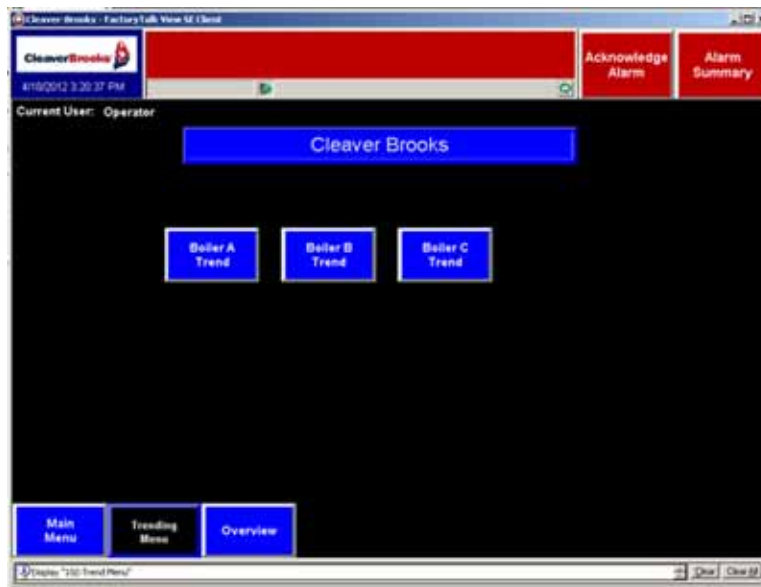 Cleaver Brooks - FactoryTalk View SE Client
CleaverBrooks
4/10/2012 3:20:37 PM
Acknowledge
Alarm
Alarm
Summary
Current User: Operator
Cleaver Brooks
Boiler A
Trend
Boiler B
Trend
Boiler C
Trend
Main
Menu
Trending
Menu
Overview
Display "102-Trend Menu"
Clear
Clear All